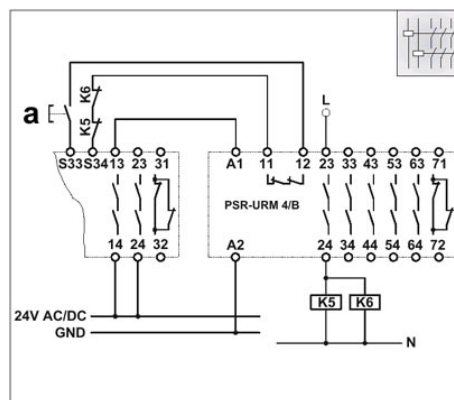 K6
a
K5
L
S33 S34 13 23 31
A1 11 12 23 33 43 53 63 71
PSR-URM 4/B
14 24 32
A2 24 34 44 54 64 72
K5 K6
24V AC/DC
GND
N